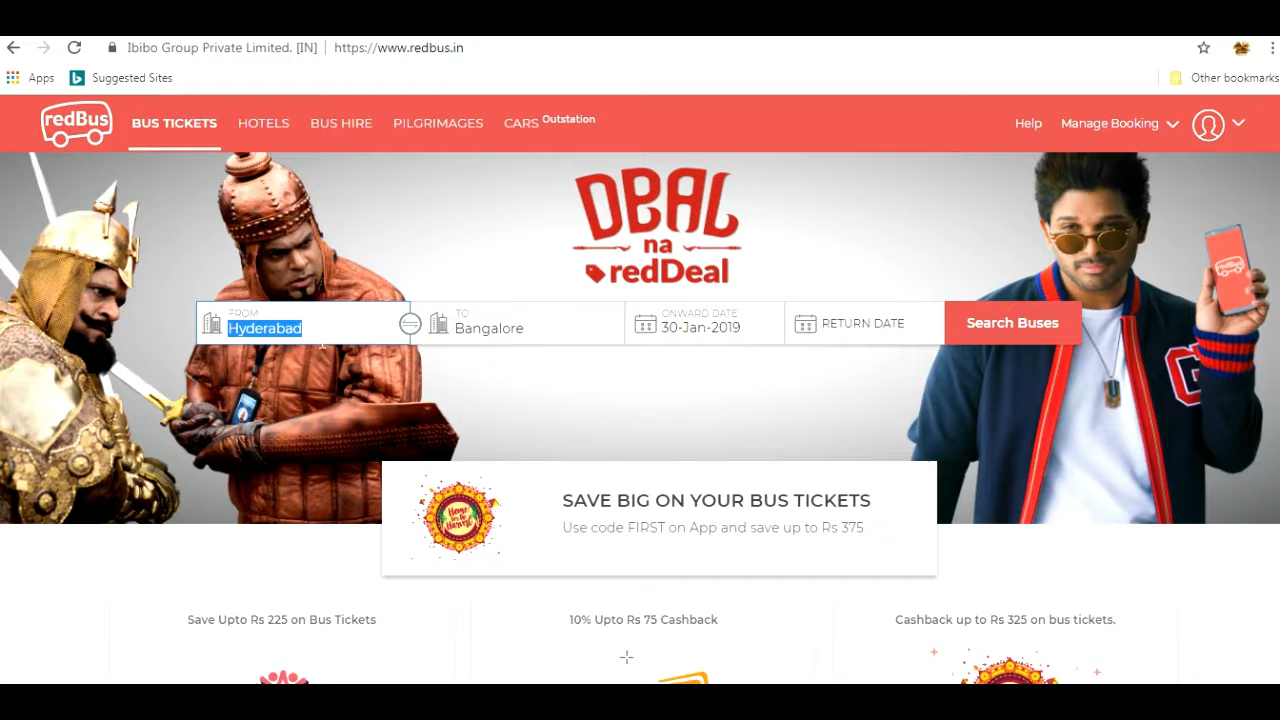 Ibibo Group Private Limited. [IN] https://www.redbus.in
Apps Suggested Sites Other bookmarks
redBus BUS TICKETS HOTELS BUS HIRE PILGRIMAGES CARS Outstation Help Manage Booking
DEAL
na
redDeal
redBus
FROM TO ONWARD DATE
Hyderabad Bangalore 30-Jan-2019 RETURN DATE Search Buses
G
SAVE BIG ON YOUR BUS TICKETS
Use code FIRST on App and save up to Rs 375
Save Upto Rs 225 on Bus Tickets 10% Upto Rs 75 Cashback Cashback up to Rs 325 on bus tickets.